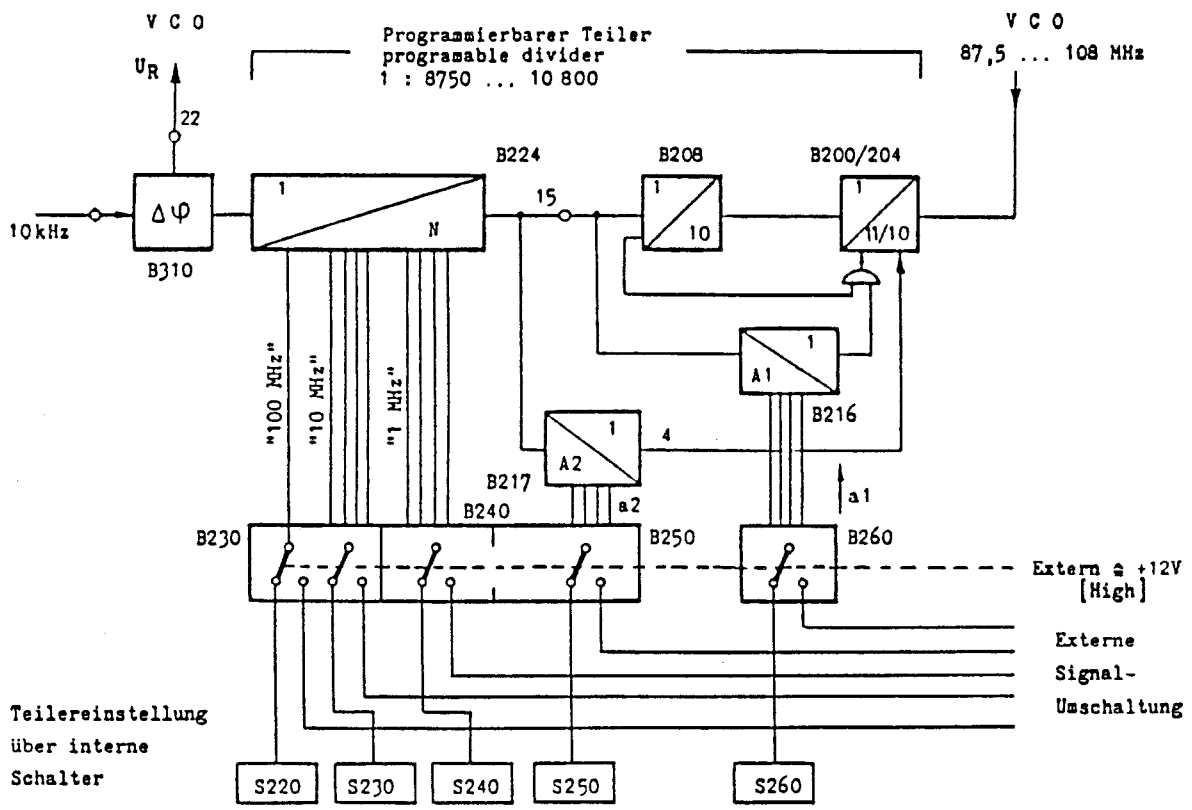 V C O
Programmierbarer Teiler
programable divider
1 : 8750 ... 10 800
V C O
87,5 ... 108 MHz
UR
22
B224
B208
B200/204
10kHz
Δφ
B310
1
N
15
1
10
1
11/10
"100 MHz"
"10 MHz"
"1 MHz"
1
A1
B216
1
A2
B217
4
a2
a1
B230
B240
B250
B260
Extern ≙ +12V
[High]
Externe
Signal-
Umschaltung
Teilereinstellung
über interne
Schalter
S220
S230
S240
S250
S260